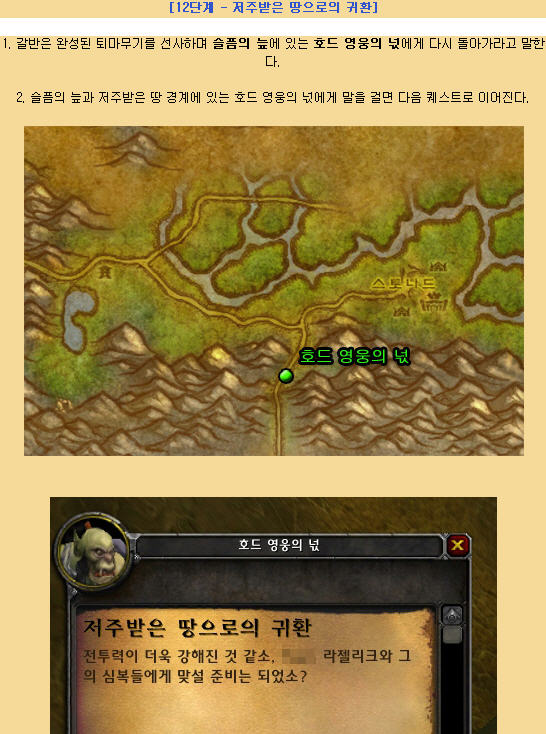 [12단계 - 저주받은 땅으로의 귀환]
1. 갈반은 완성된 퇴마무기를 선사하며 슬픔의 늪에 있는 호드 영웅의 넋에게 다시 돌아가라고 말한
다.
2. 슬픔의 늪과 저주받은 땅 경계에 있는 호드 영웅의 넋에게 말을 걸면 다음 퀘스트로 이어진다.
스토나드
호드 영웅의 넋
호드 영웅의 넋
저주받은 땅으로의 귀환
전투력이 더욱 강해진 것 같소, 라젤리크와 그
의 심복들에게 맞설 준비는 되었소?